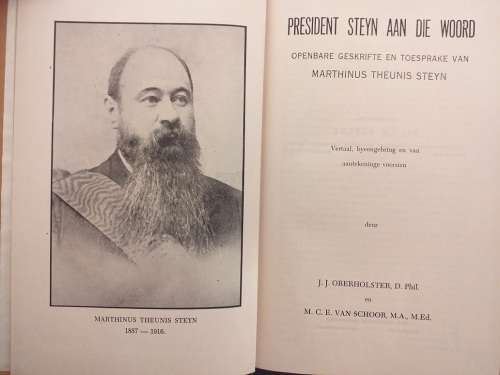 MARTHINUS THEUNIS STEYN
1857 — 1916.
PRESIDENT STEYN AAN DIE WOORD
OPENBARE GESKRIFTE EN TOESPRAKE VAN
MARTHINUS THEUNIS STEYN
Vertaal, byeengebring en van
aantekeninge voorsien
deur
J. J. OBERHOLSTER, D. Phil.
en
M. C. E. VAN SCHOOR, M.A., M.Ed.